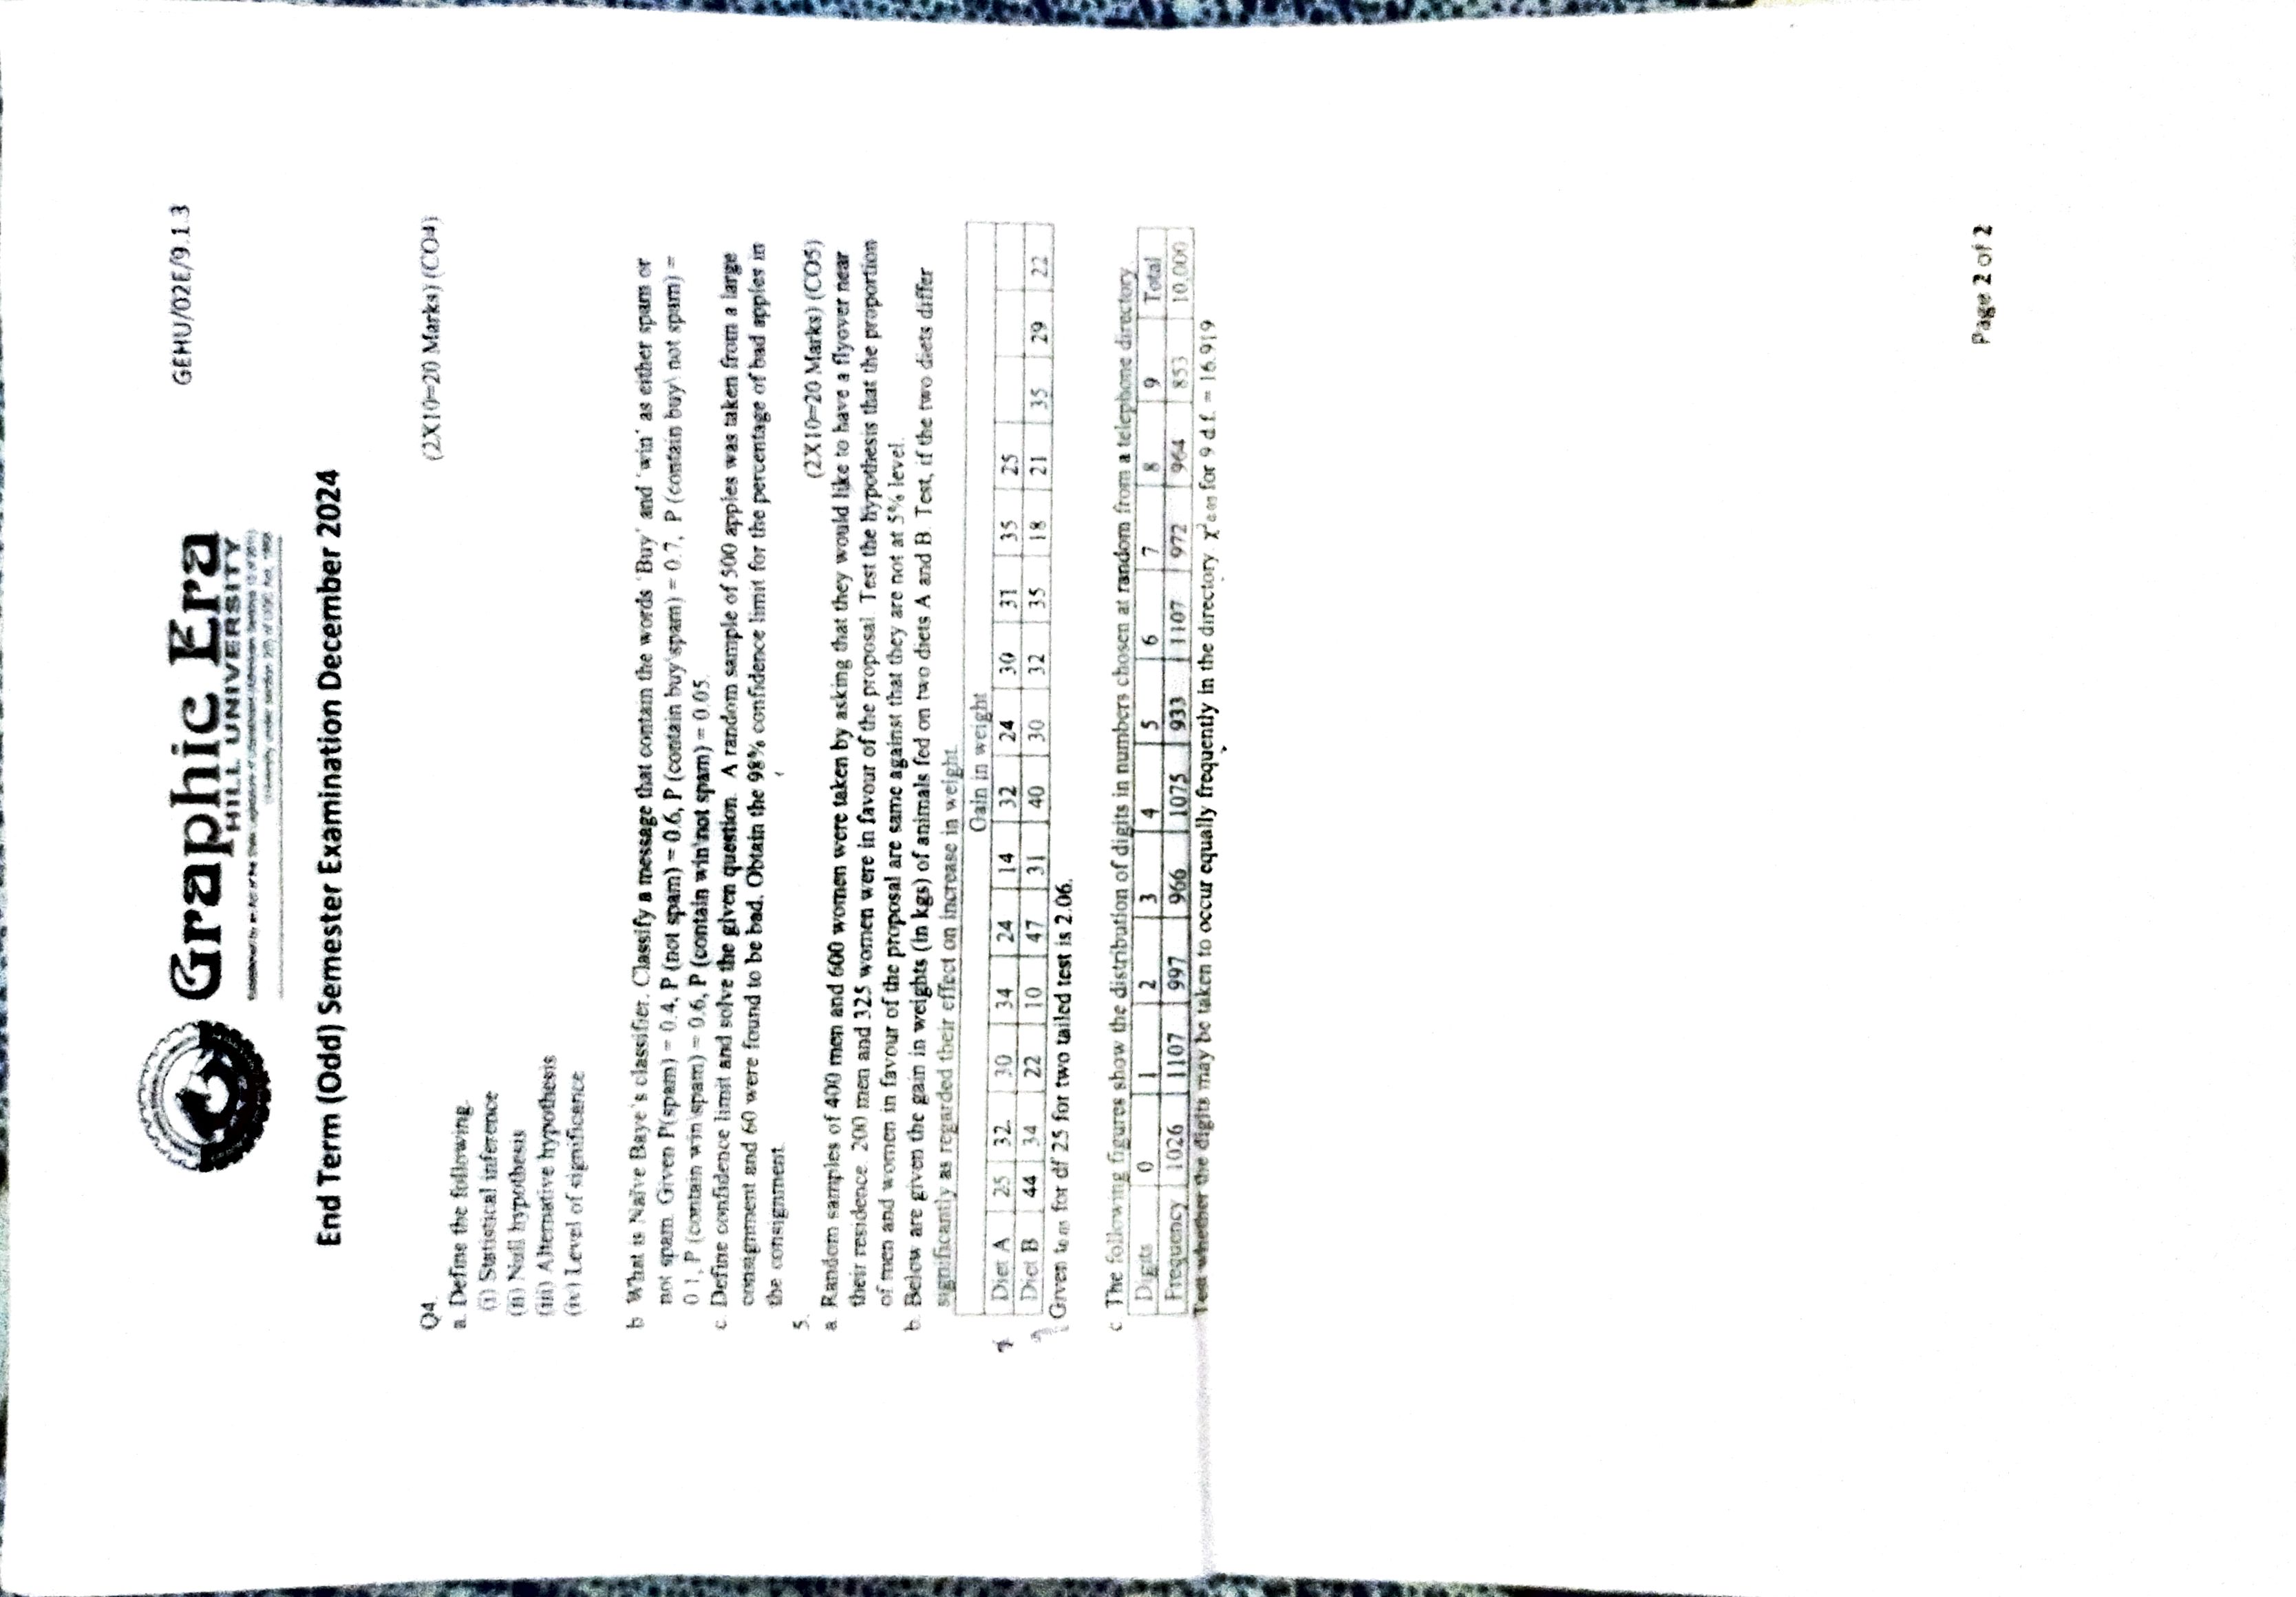 GEHU/02E/9.1.3
Graphic Era
HILL UNIVERSITY
End Term (Odd) Semester Examination December 2024
Q4. (2X10=20 Marks) (CO4)
a. Define the following.
(i) Statistical inference
(ii) Null hypothesis
(iii) Alternative hypothesis
(iv) Level of significance
b What is Naïve Baye's classifier. Classify a message that contain the words 'Buy' and 'win' as either spam or
not spam. Given P(spam) = 0.4, P (not spam) = 0.6, P (contain buy\spam) = 0.7, P (contain buy\ not spam) =
0.1, P (contain win\spam) = 0.6, P (contain win\not spam) = 0.05.
c. Define confidence limit and solve the given question. A random sample of 500 apples was taken from a large
consignment and 60 were found to be bad. Obtain the 98% confidence limit for the percentage of bad apples in
the consignment.
5. (2X10=20 Marks) (CO5)
a Random samples of 400 men and 600 women were taken by asking that they would like to have a flyover near
their residence. 200 men and 325 women were in favour of the proposal. Test the hypothesis that the proportion
of men and women in favour of the proposal are same against that they are not at 5% level.
b. Below are given the gain in weights (in kgs) of animals fed on two diets A and B. Test, if the two diets differ
significantly as regarded their effect on increase in weight.
Gain in weight
Diet A 25 32 30 34 24 14 32 24 30 31 35 25
Diet B 44 34 22 10 47 31 40 30 32 35 18 21 35 29 22
Given t0.05 for df 25 for two tailed test is 2.06.
c. The following figures show the distribution of digits in numbers chosen at random from a telephone directory.
Digits 0 1 2 3 4 5 6 7 8 9 Total
Frequency 1026 1107 997 966 1075 933 1107 972 964 853 10,000
Test whether the digits may be taken to occur equally frequently in the directory. χ²0.05 for 9 d.f. = 16.919
Page 2 of 2